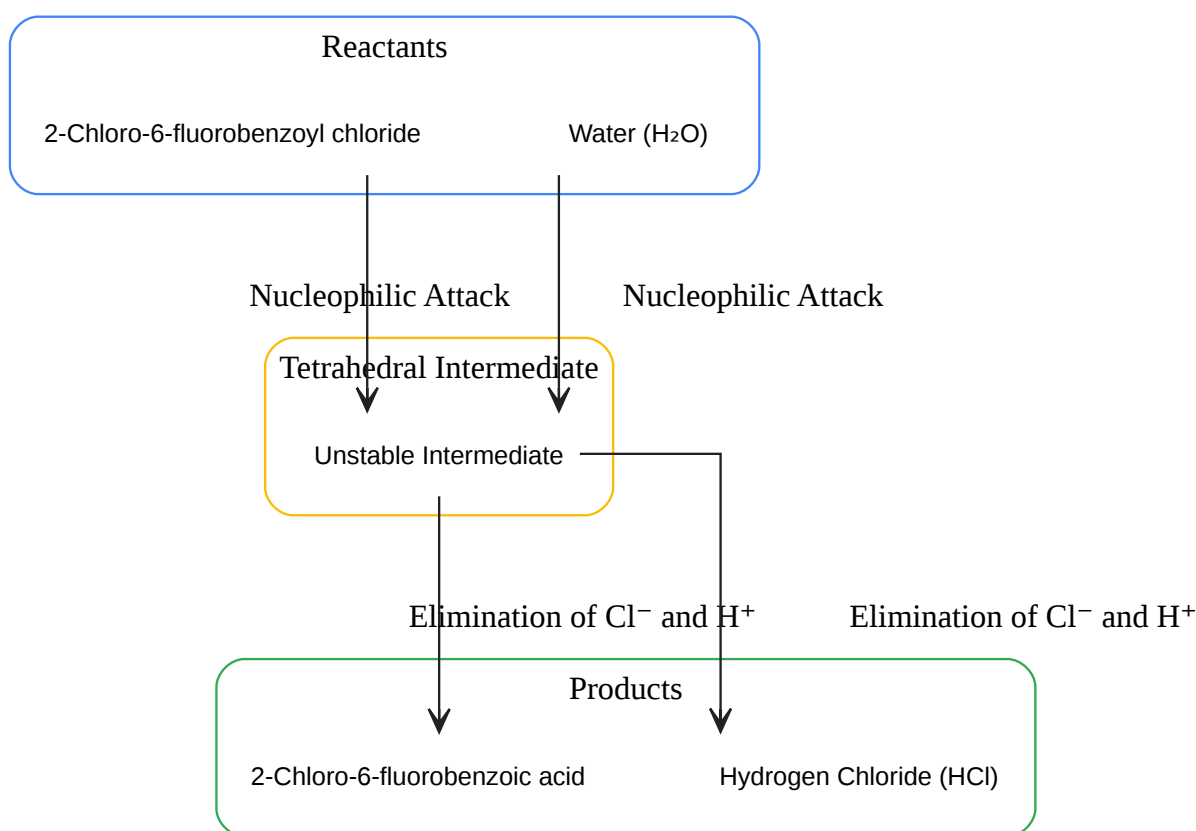 Reactants
2-Chloro-6-fluorobenzoyl chloride
Water (H₂O)
Nucleophilic Attack
Nucleophilic Attack
Tetrahedral Intermediate
Unstable Intermediate
Elimination of Cl⁻ and H⁺
Elimination of Cl⁻ and H⁺
Products
2-Chloro-6-fluorobenzoic acid
Hydrogen Chloride (HCl)